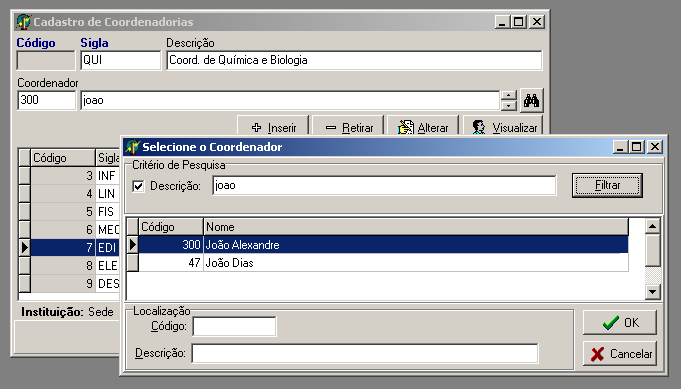 Cadastro de Coordenadorias
Código Sigla Descrição
QUI Coord. de Química e Biologia
Coordenador
300 joao
Inserir Retirar Alterar Visualizar
Código Sigla
3 INF
4 LIN
5 FIS
6 MEC
7 EDI
8 ELE
9 DES
Instituição: Sede
Selecione o Coordenador
Critério de Pesquisa
Descrição: joao Filtrar
Código Nome
300 João Alexandre
47 João Dias
Localização
Código:
Descrição:
OK
Cancelar